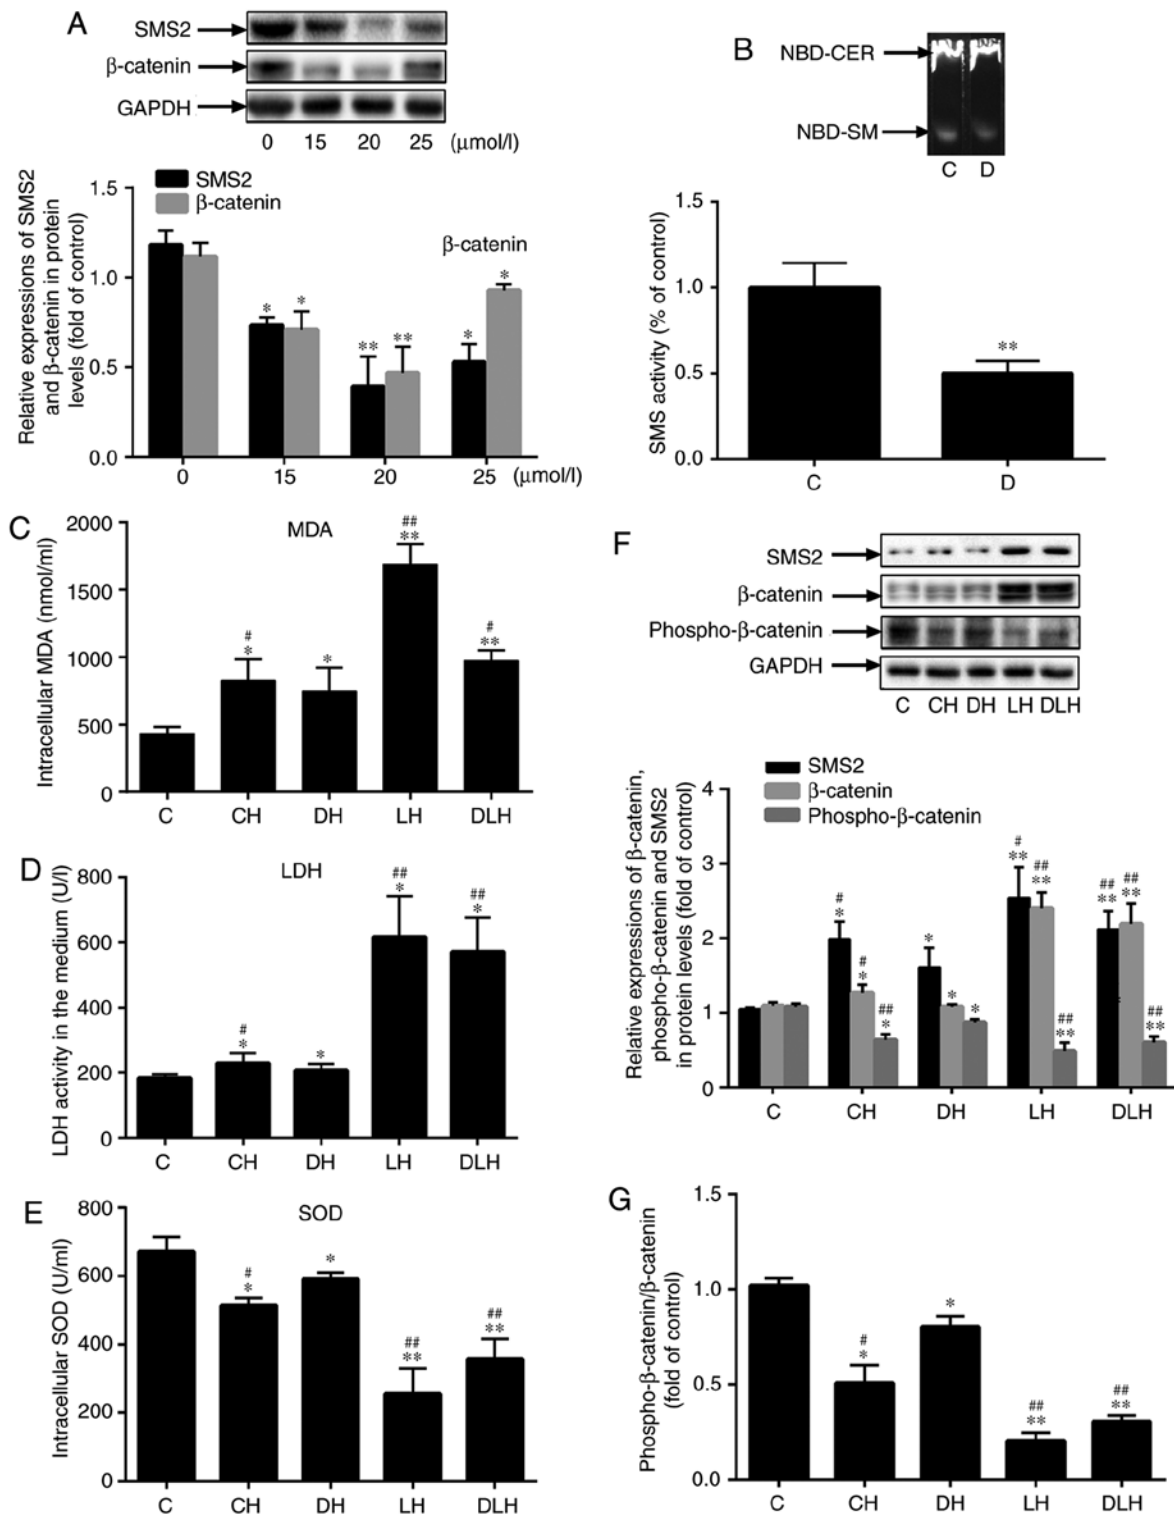 A
SMS2
β-catenin
GAPDH
0 15 20 25 (μmol/l)
SMS2
β-catenin
Relative expressions of SMS2
and β-catenin in protein
levels (fold of control)
1.5
1.0
0.5
0.0
β-catenin
* * ** ** * *
0 15 20 25 (μmol/l)
B
NBD-CER
NBD-SM
C D
SMS activity (% of control)
1.5
1.0
0.5
0.0
**
C D
C
MDA
Intracellular MDA (nmol/ml)
2000
1500
1000
500
0
# ## #
* * ** **
C CH DH LH DLH
D
LDH
LDH activity in the medium (U/l)
800
600
400
200
0
# ## ##
* * * *
C CH DH LH DLH
E
SOD
Intracellular SOD (U/ml)
800
600
400
200
0
# ## ##
* * ** **
C CH DH LH DLH
F
SMS2
β-catenin
Phospho-β-catenin
GAPDH
C CH DH LH DLH
SMS2
β-catenin
Phospho-β-catenin
Relative expressions of β-catenin,
phospho-β-catenin and SMS2
in protein levels (fold of control)
4
3
2
1
0
# # ## # ## ## ## ## ##
* * * * * * ** ** ** ** ** **
C CH DH LH DLH
G
Phospho-β-catenin/β-catenin
(fold of control)
1.5
1.0
0.5
0.0
# ## ##
* * ** **
C CH DH LH DLH